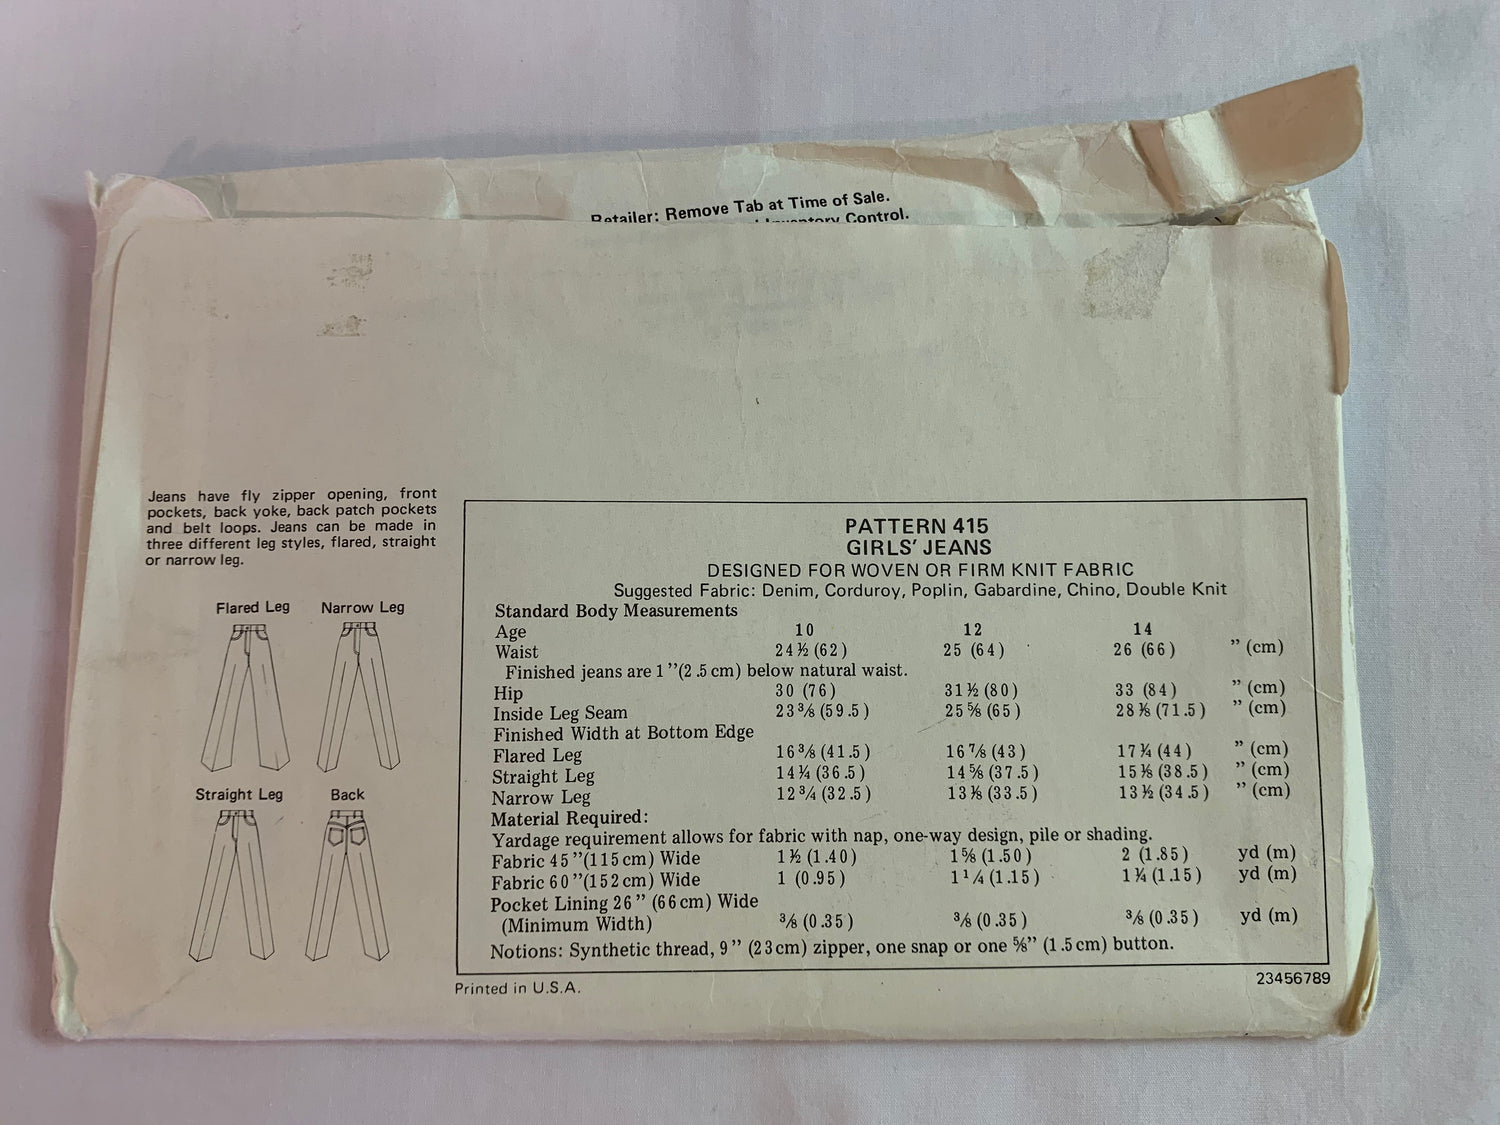 Retailer: Remove Tab at Time of Sale.
Inventory Control.
Jeans have fly zipper opening, front
pockets, back yoke, back patch pockets
and belt loops. Jeans can be made in
three different leg styles, flared, straight
or narrow leg.
Flared Leg Narrow Leg
Straight Leg Back
PATTERN 415
GIRLS' JEANS
DESIGNED FOR WOVEN OR FIRM KNIT FABRIC
Suggested Fabric: Denim, Corduroy, Poplin, Gabardine, Chino, Double Knit
Standard Body Measurements
Age 10 12 14
Waist 24½ (62) 25 (64) 26 (66) ” (cm)
Finished jeans are 1”(2.5 cm) below natural waist.
Hip 30 (76) 31½ (80) 33 (84) ” (cm)
Inside Leg Seam 23⅜ (59.5) 25⅝ (65) 28⅛ (71.5) ” (cm)
Finished Width at Bottom Edge
Flared Leg 16⅜ (41.5) 16⅞ (43) 17¼ (44) ” (cm)
Straight Leg 14¼ (36.5) 14⅝ (37.5) 15⅛ (38.5) ” (cm)
Narrow Leg 12¾ (32.5) 13⅛ (33.5) 13½ (34.5) ” (cm)
Material Required:
Yardage requirement allows for fabric with nap, one-way design, pile or shading.
Fabric 45”(115 cm) Wide 1½ (1.40) 1⅝ (1.50) 2 (1.85) yd (m)
Fabric 60”(152 cm) Wide 1 (0.95) 1¼ (1.15) 1¼ (1.15) yd (m)
Pocket Lining 26” (66 cm) Wide
(Minimum Width) ⅜ (0.35) ⅜ (0.35) ⅜ (0.35) yd (m)
Notions: Synthetic thread, 9” (23 cm) zipper, one snap or one ⅝” (1.5 cm) button.
Printed in U.S.A.
23456789